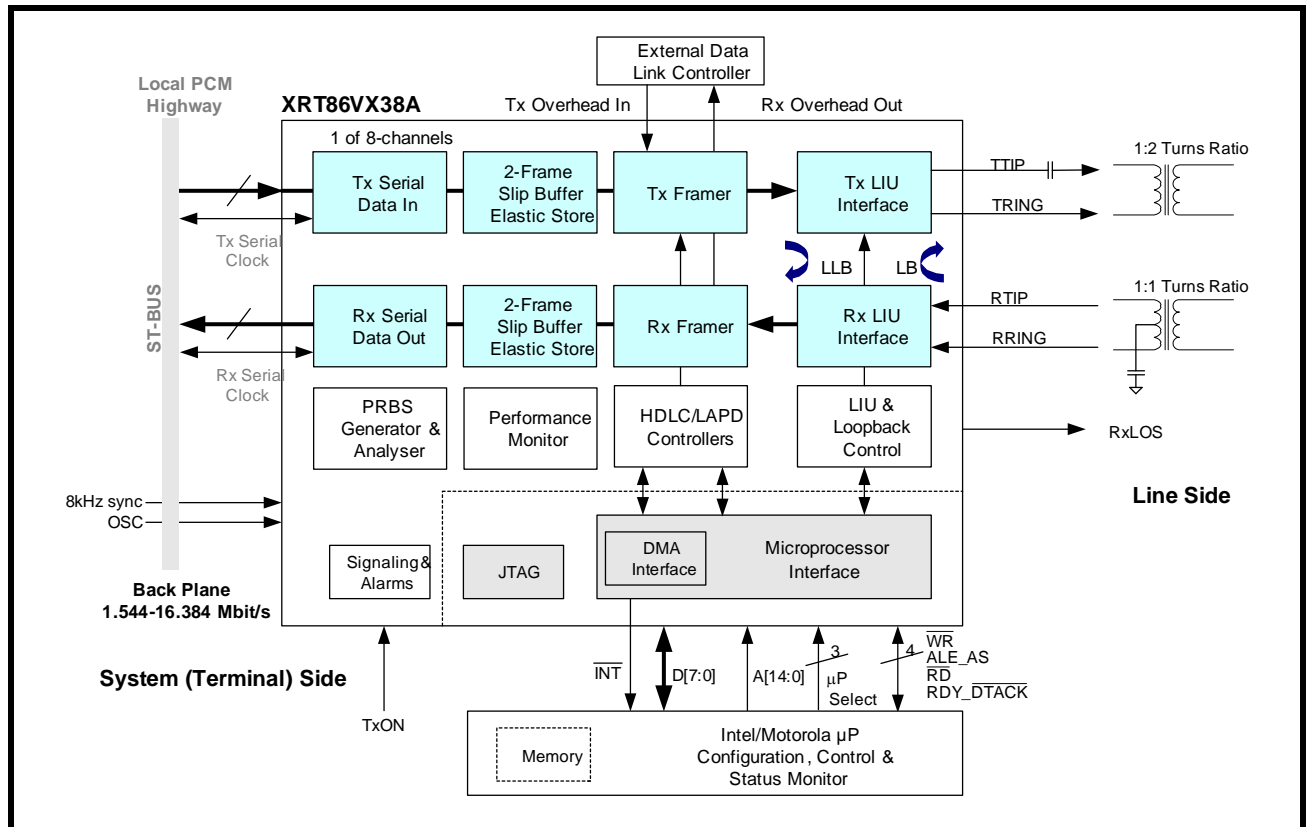 External Data
Link Controller
Local PCM
Highway
XRT86VX38A
Tx Overhead In
Rx Overhead Out
1 of 8-channels
Tx Serial
Data In
2-Frame
Slip Buffer
Elastic Store
Tx Framer
Tx LIU
Interface
TTIP
TRING
1:2 Turns Ratio
Tx Serial
Clock
LLB
LB
ST-BUS
Rx Serial
Data Out
2-Frame
Slip Buffer
Elastic Store
Rx Framer
Rx LIU
Interface
RTIP
RRING
1:1 Turns Ratio
Rx Serial
Clock
PRBS
Generator &
Analyser
Performance
Monitor
HDLC/LAPD
Controllers
LIU &
Loopback
Control
RxLOS
8kHz sync
OSC
Line Side
Signaling &
Alarms
JTAG
DMA
Interface
Microprocessor
Interface
Back Plane
1.544-16.384 Mbit/s
System (Terminal) Side
TxON
INT
D[7:0]
A[14:0]
3
µP
Select
4
WR
ALE_AS
RD
RDY_DTACK
Memory
Intel/Motorola µP
Configuration, Control &
Status Monitor